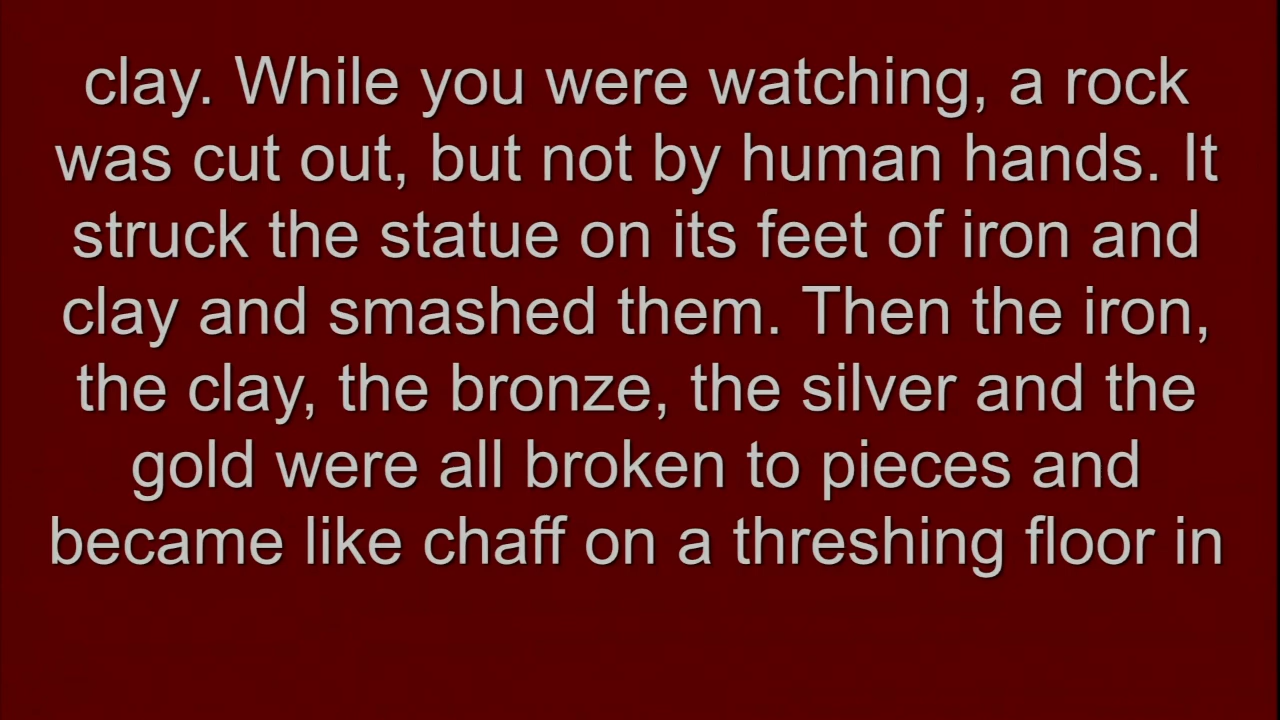 clay. While you were watching, a rock
was cut out, but not by human hands. It
struck the statue on its feet of iron and
clay and smashed them. Then the iron,
the clay, the bronze, the silver and the
gold were all broken to pieces and
became like chaff on a threshing floor in